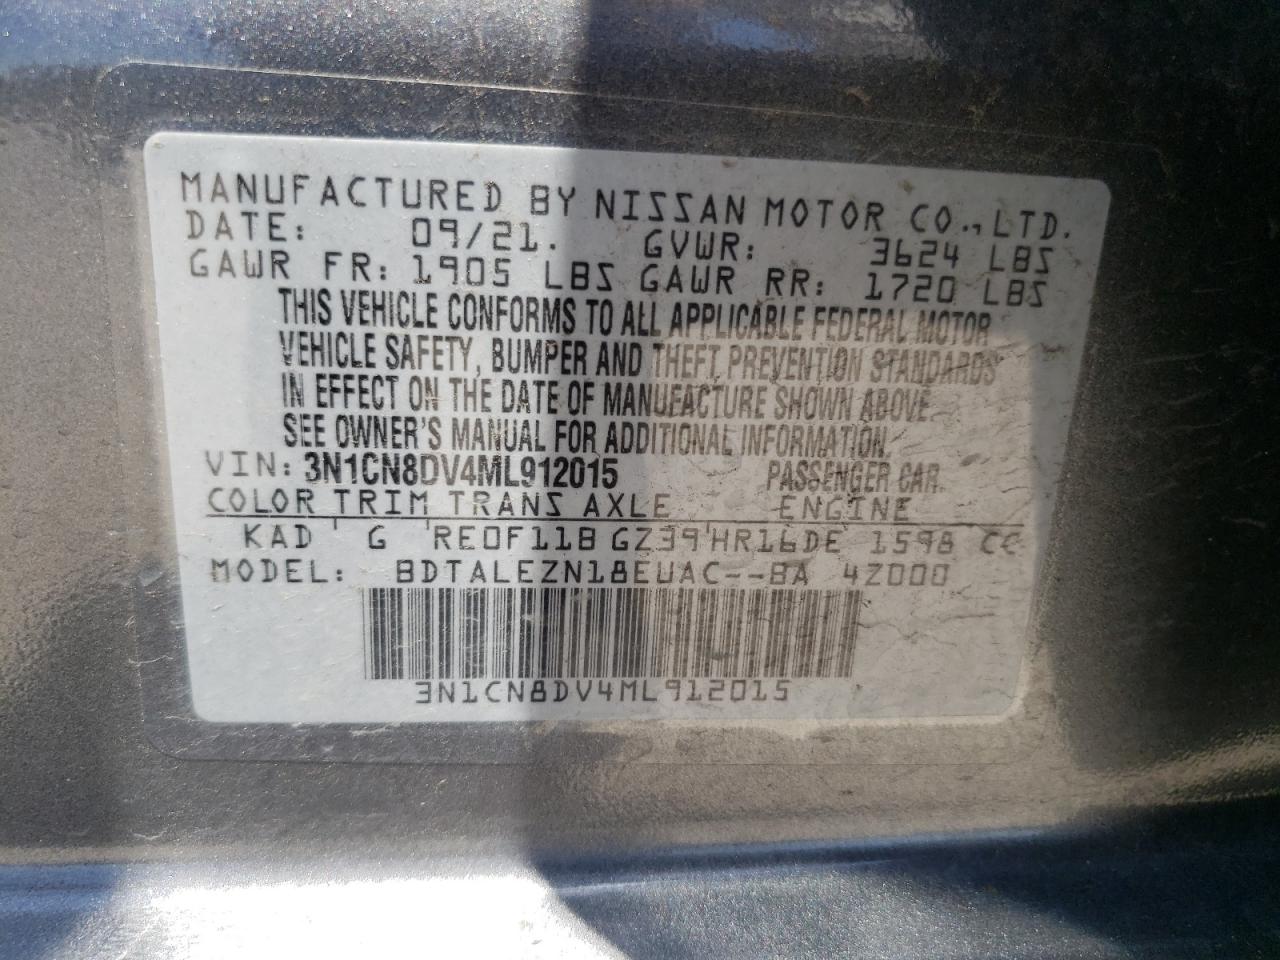 MANUFACTURED BY NISSAN MOTOR CO., LTD.
DATE: 09/21. GVWR: 3624 LBS
GAWR FR: 1905 LBS GAWR RR: 1720 LBS
THIS VEHICLE CONFORMS TO ALL APPLICABLE FEDERAL MOTOR
VEHICLE SAFETY, BUMPER AND THEFT PREVENTION STANDARDS
IN EFFECT ON THE DATE OF MANUFACTURE SHOWN ABOVE.
SEE OWNER'S MANUAL FOR ADDITIONAL INFORMATION.
VIN: 3N1CN8DV4ML912015 PASSENGER CAR.
COLOR TRIM TRANS AXLE ENGINE
KAD G RE0F11B GZ39 HR16DE 1598 CC
MODEL: BDTALEZN18EUAC--BA 4Z000
3N1CN8DV4ML912015